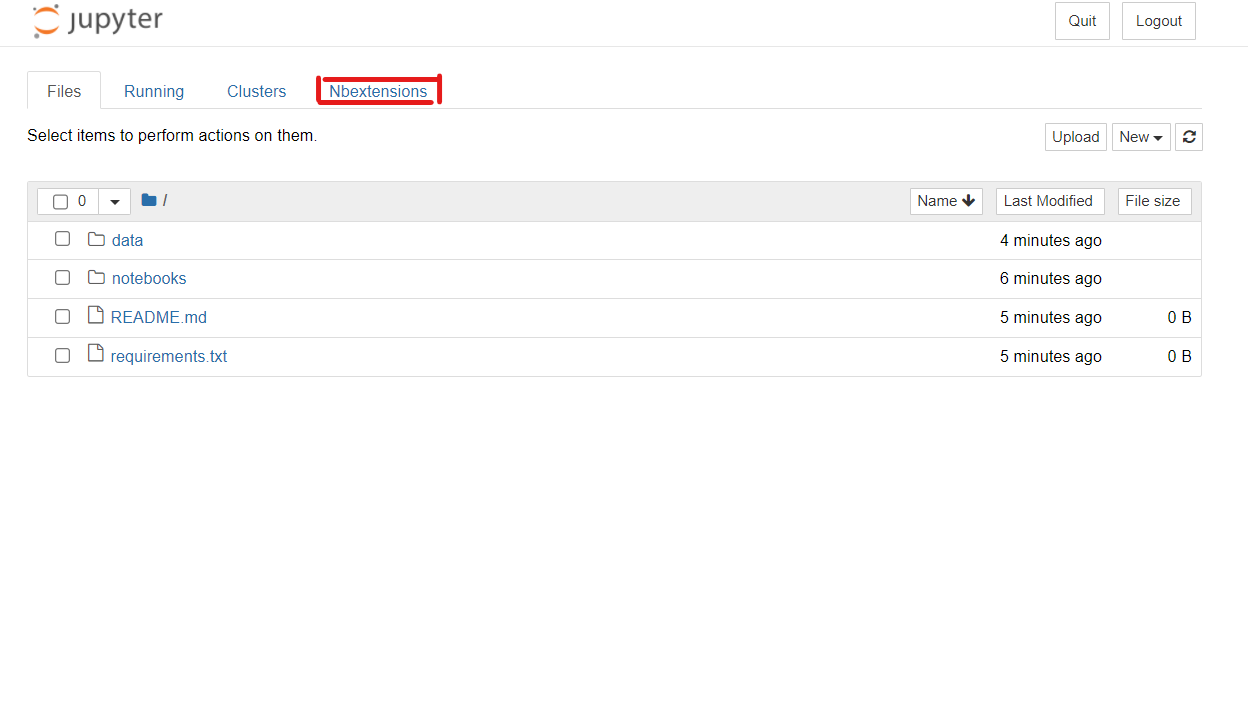 jupyter
Quit Logout
Files Running Clusters Nbextensions
Select items to perform actions on them.
Upload New
0 /
Name Last Modified File size
data 4 minutes ago
notebooks 6 minutes ago
README.md 5 minutes ago 0 B
requirements.txt 5 minutes ago 0 B